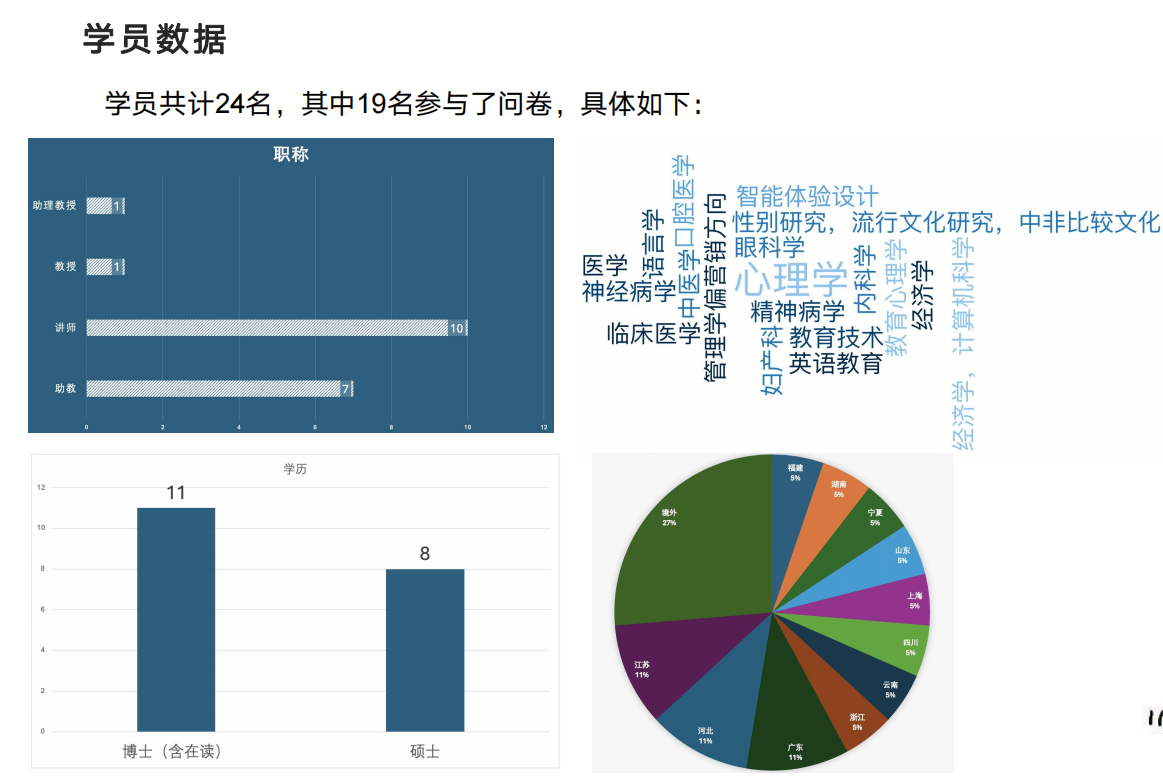 学员数据
学员共计24名，其中19名参与了问卷，具体如下：
职称
助理教授
1
教授
1
讲师
10
助教
7
0 2 4 6 8 10 12
口腔医学
智能体验设计
性别研究，流行文化研究，中非比较文化
语言学
管理学偏营销方向
眼科学
医学
心理学
内科学
教育心理学
经济学
经济学，计算机科学
中医学
神经病学
精神病学
临床医学
妇产科
教育技术
英语教育
学历
12
10
8
6
4
2
0
11
8
博士（含在读）
硕士
福建
5%
湖南
5%
宁夏
5%
山东
5%
上海
5%
四川
5%
云南
5%
浙江
5%
广东
11%
河北
11%
江苏
11%
境外
27%